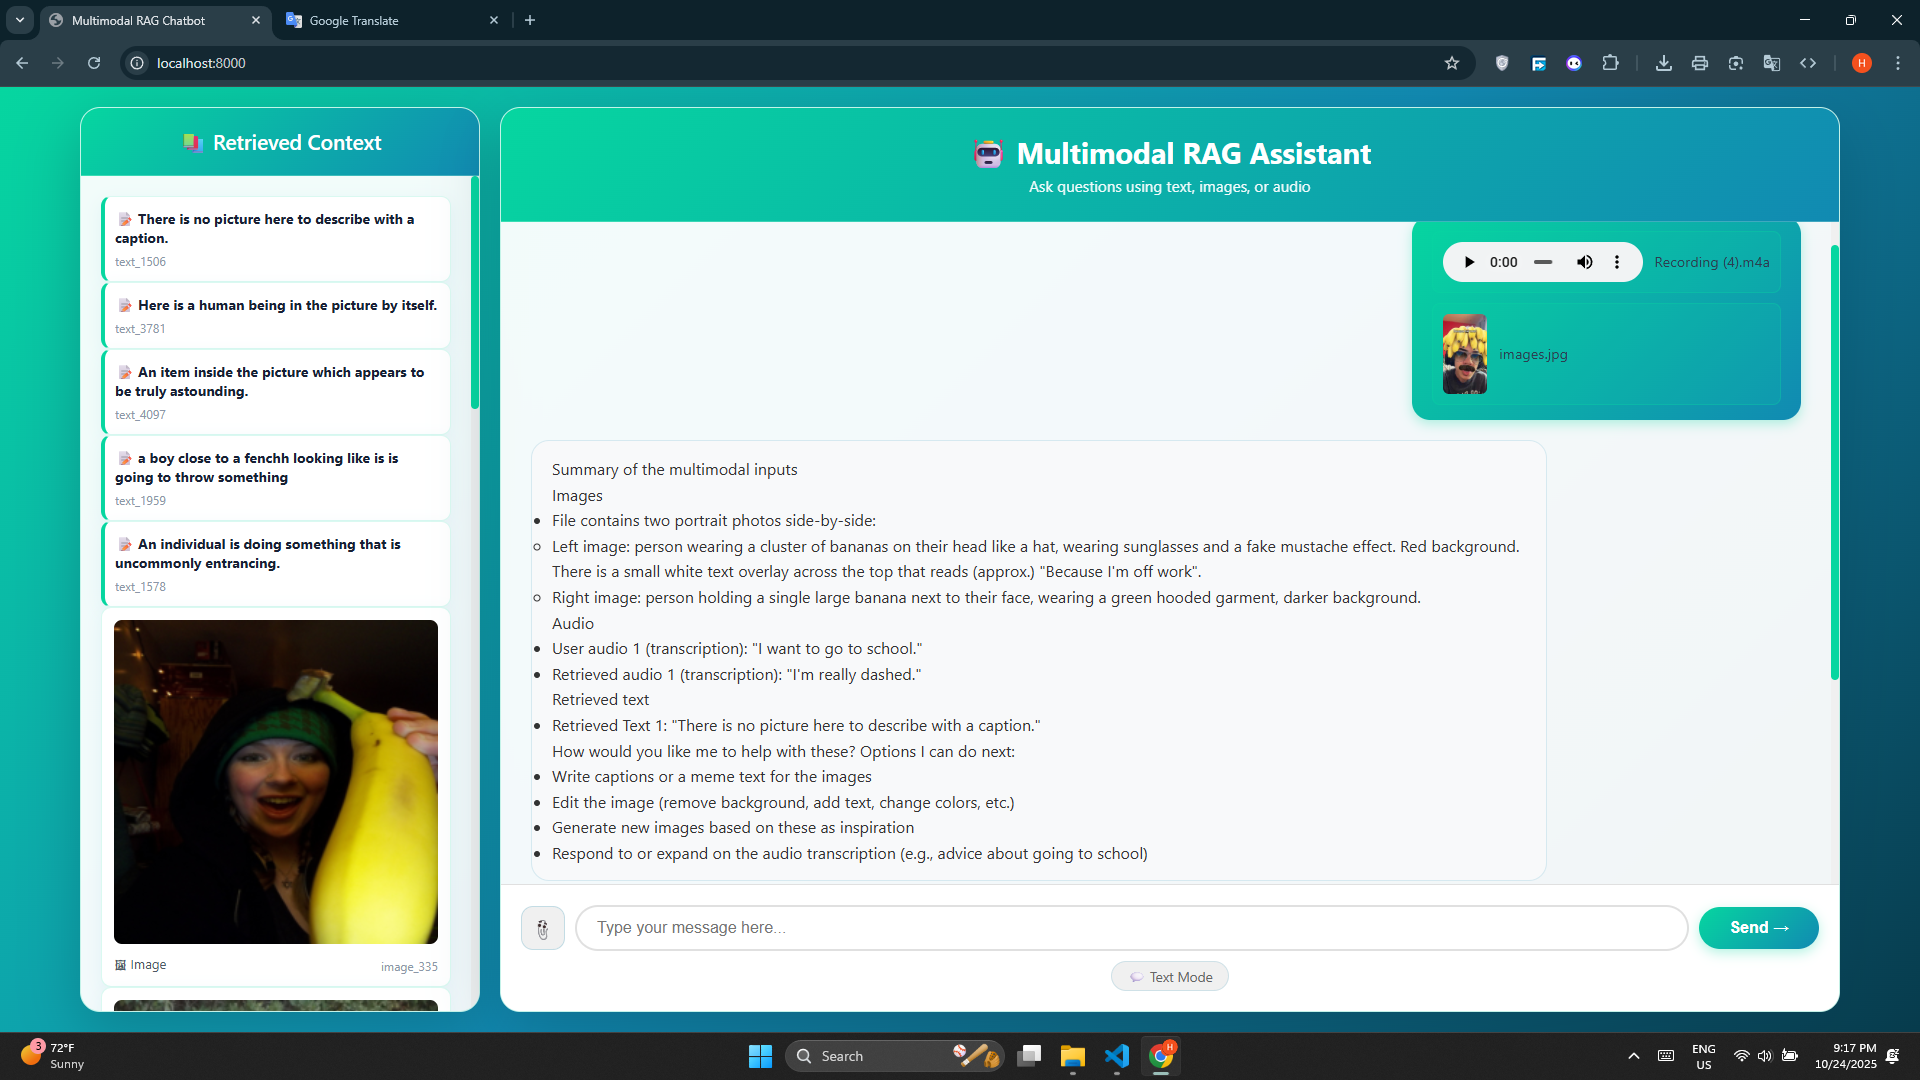 Multimodal RAG Chatbot
Google Translate
localhost:8000
H
Retrieved Context
There is no picture here to describe with a
caption.
text_1506
Here is a human being in the picture by itself.
text_3781
An item inside the picture which appears to
be truly astounding.
text_4097
a boy close to a fenchh looking like is is
going to throw something
text_1959
An individual is doing something that is
uncommonly entrancing.
text_1578
Image
image_335
Multimodal RAG Assistant
Ask questions using text, images, or audio
0:00
Recording (4).m4a
images.jpg
Summary of the multimodal inputs
Images
File contains two portrait photos side-by-side:
Left image: person wearing a cluster of bananas on their head like a hat, wearing sunglasses and a fake mustache effect. Red background.
There is a small white text overlay across the top that reads (approx.) "Because I'm off work".
Right image: person holding a single large banana next to their face, wearing a green hooded garment, darker background.
Audio
User audio 1 (transcription): "I want to go to school."
Retrieved audio 1 (transcription): "I'm really dashed."
Retrieved text
Retrieved Text 1: "There is no picture here to describe with a caption."
How would you like me to help with these? Options I can do next:
Write captions or a meme text for the images
Edit the image (remove background, add text, change colors, etc.)
Generate new images based on these as inspiration
Respond to or expand on the audio transcription (e.g., advice about going to school)
Type your message here...
Send →
Text Mode
3
72°F
Sunny
Search
H
ENG
US
9:17 PM
10/24/2025